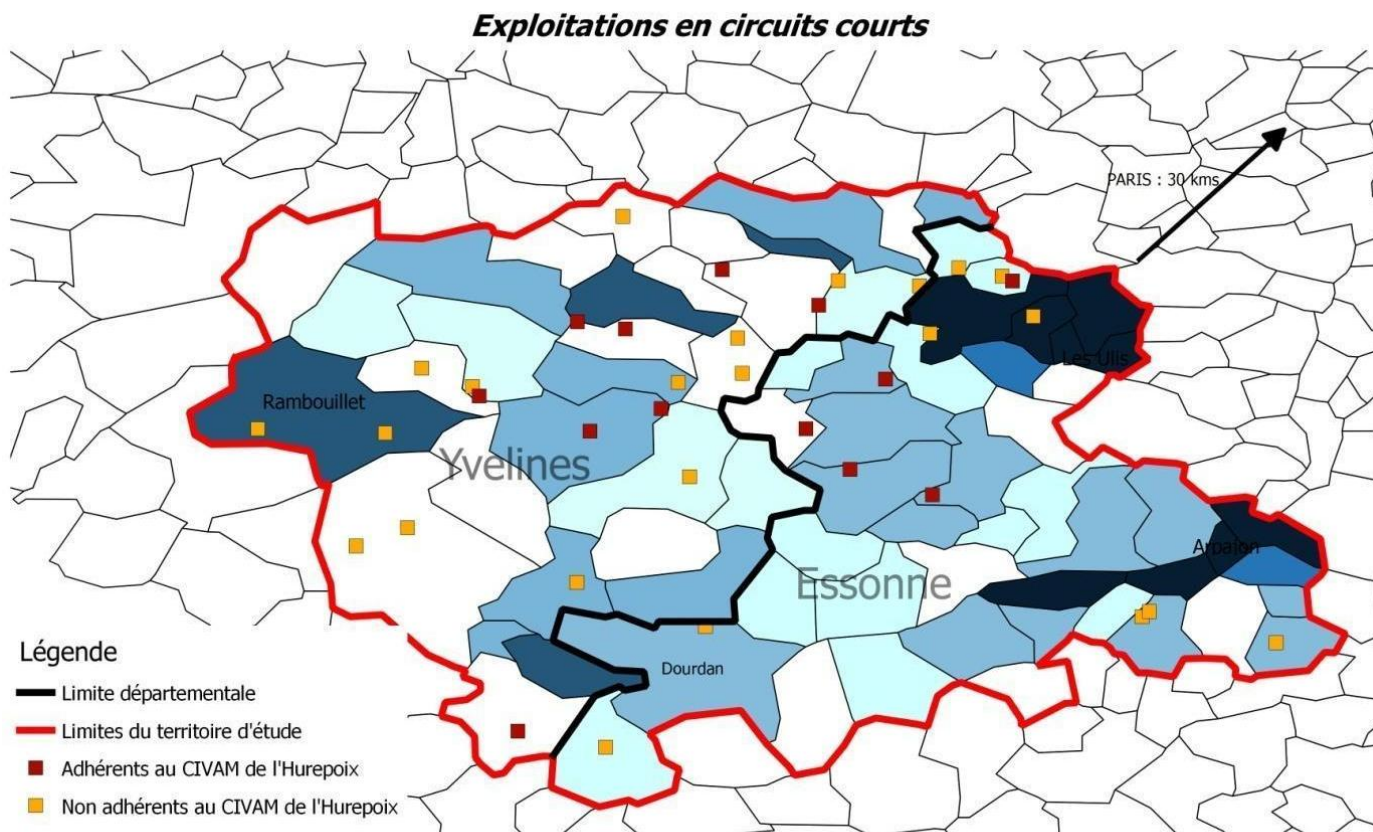 Exploitations en circuits courts
PARIS : 30 kms
Les Ulis
Rambouillet
Yvelines
Arpajon
Essonne
Dourdan
Légende
Limite départementale
Limites du territoire d'étude
Adhérents au CIVAM de l'Hurepoix
Non adhérents au CIVAM de l'Hurepoix